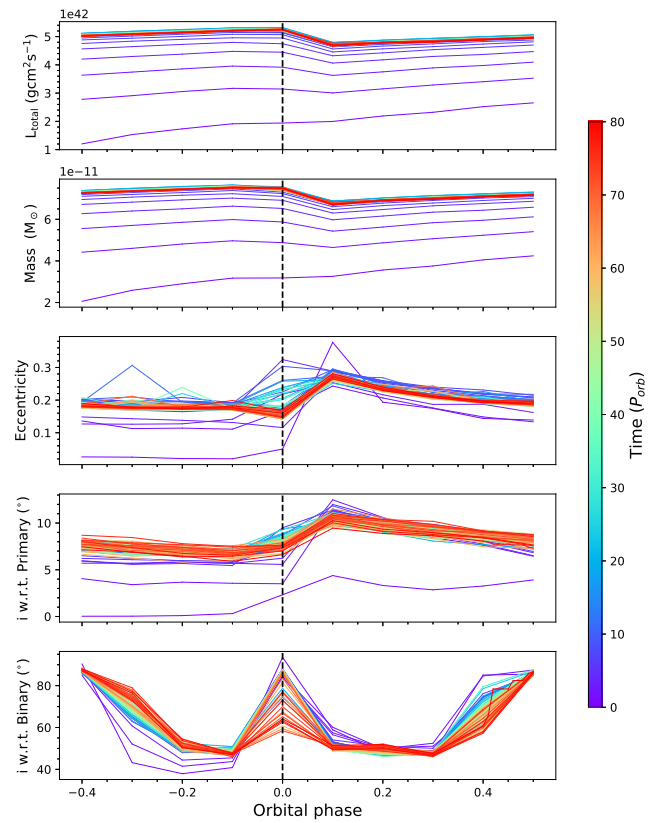 1e42
L_total (gcm²s⁻¹)
5
4
3
2
1
1e−11
Mass (M⊙)
6
4
2
Eccentricity
0.3
0.2
0.1
i w.r.t. Primary (°)
10
5
0
i w.r.t. Binary (°)
80
60
40
−0.4 −0.2 0.0 0.2 0.4
Orbital phase
80
70
60
50
40
30
20
10
0
Time (P_orb)